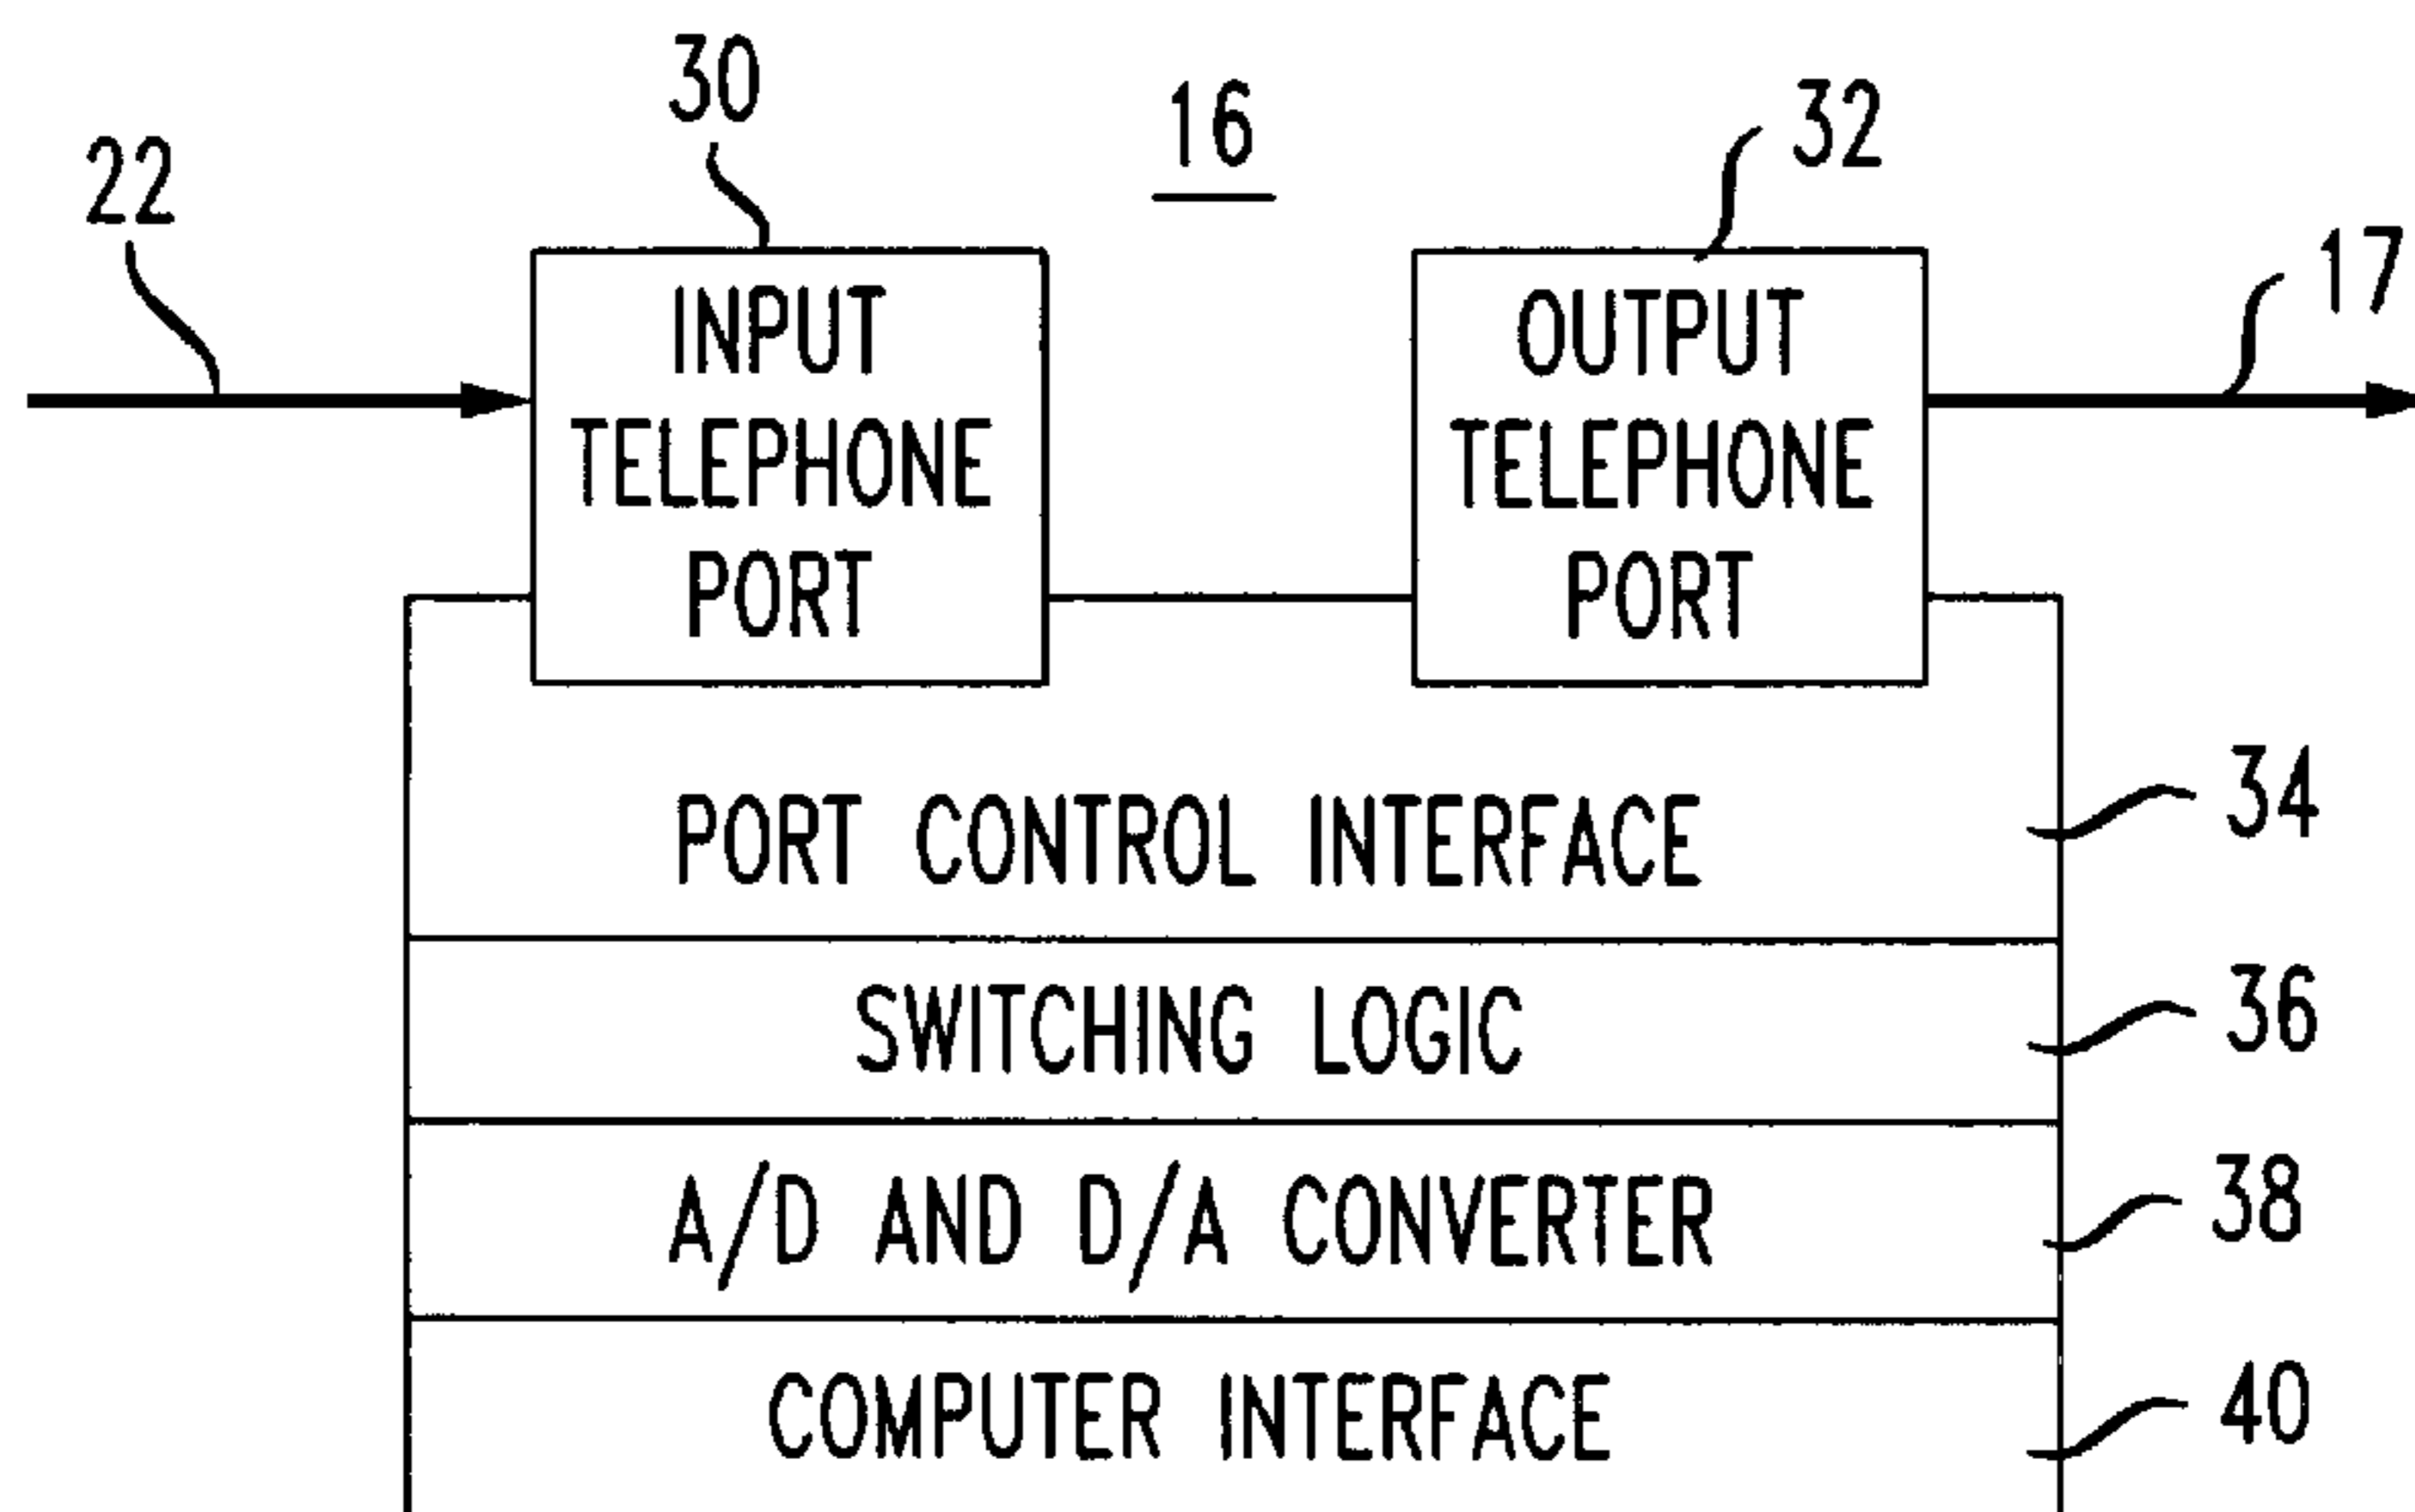 30
16
32
22
17
INPUT
TELEPHONE
PORT
OUTPUT
TELEPHONE
PORT
34
PORT CONTROL INTERFACE
36
SWITCHING LOGIC
38
A/D AND D/A CONVERTER
40
COMPUTER INTERFACE